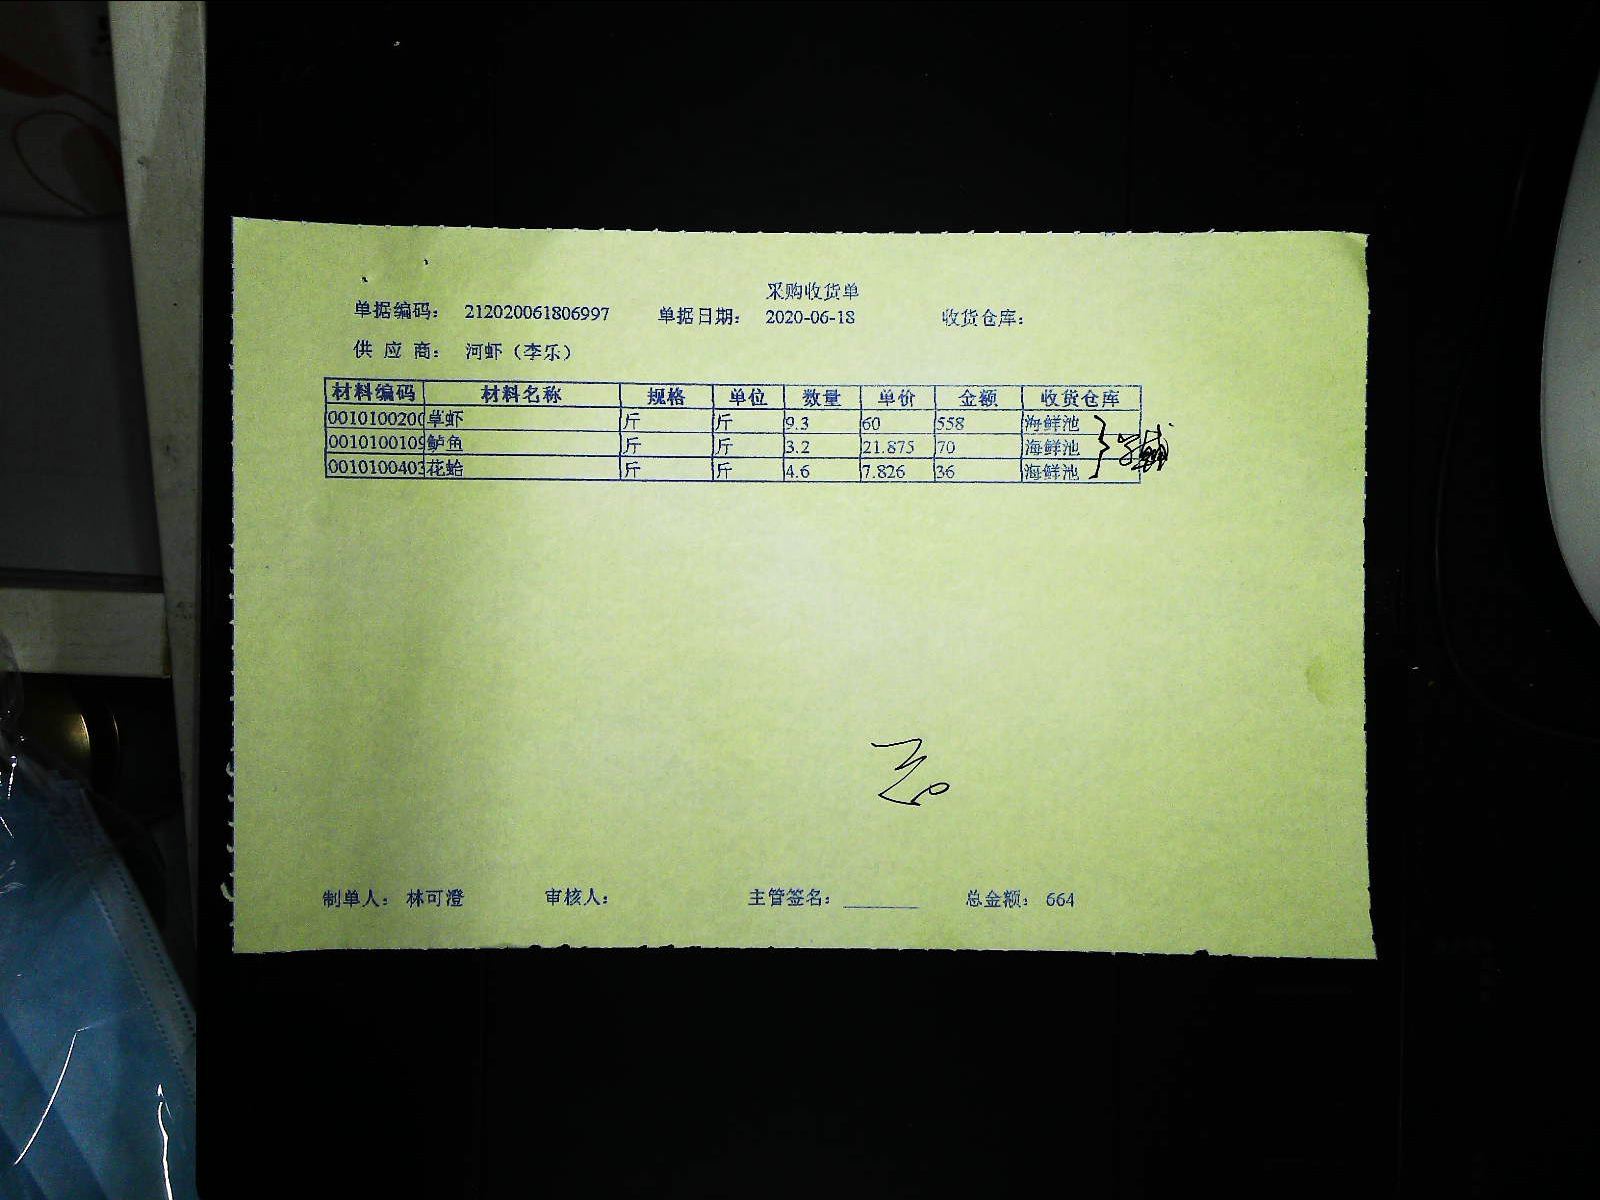 采购收货单
单据编码： 212020061806997 单据日期： 2020-06-18 收货仓库：
供 应 商： 河虾（李乐）
材料编码 材料名称 规格 单位 数量 单价 金额 收货仓库
001010020 草虾 斤 斤 9.3 60 558 海鲜池
001010010 鲈鱼 斤 斤 3.2 21.875 70 海鲜池
001010040 花蛤 斤 斤 4.6 7.826 36 海鲜池
制单人： 林可澄 审核人： 主管签名： 总金额： 664